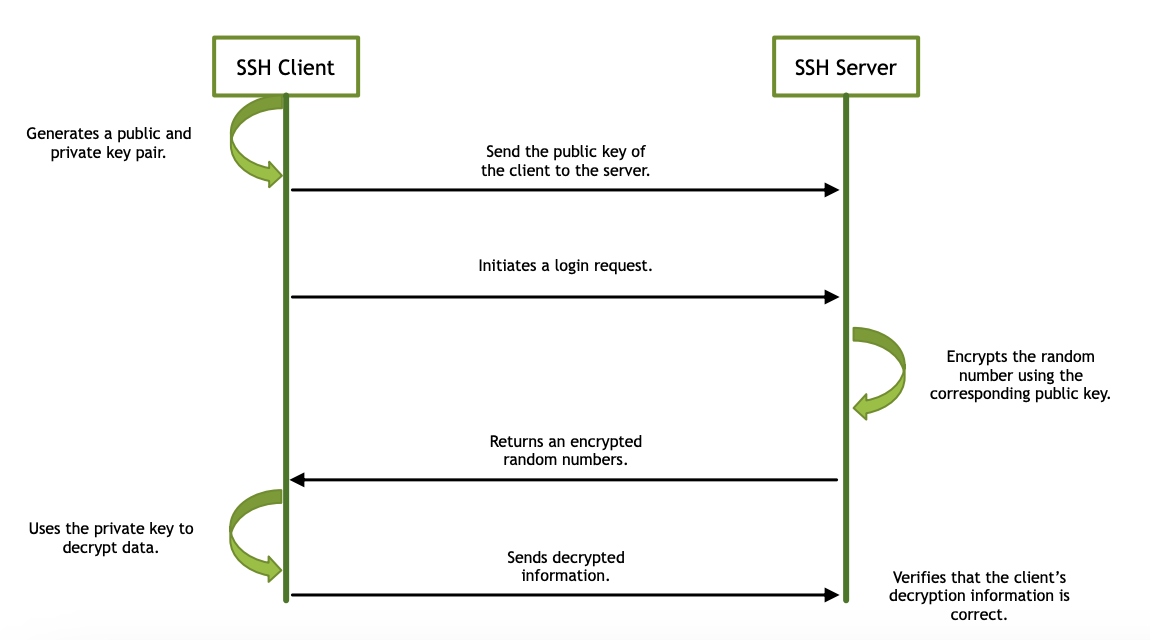 SSH Client
SSH Server
Generates a public and
private key pair.
Send the public key of
the client to the server.
Initiates a login request.
Encrypts the random
number using the
corresponding public key.
Returns an encrypted
random numbers.
Uses the private key to
decrypt data.
Sends decrypted
information.
Verifies that the client’s
decryption information is
correct.